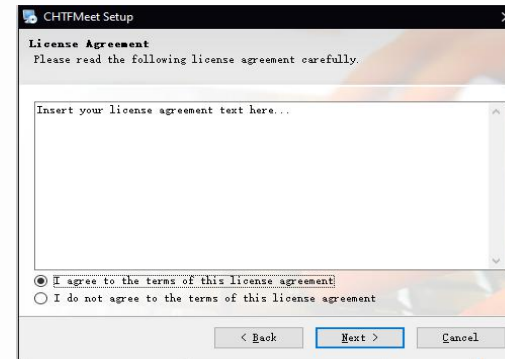 CHTFMeet Setup
License Agreement
Please read the following license agreement carefully.
Insert your license agreement text here...
I agree to the terms of this license agreement
I do not agree to the terms of this license agreement
< Back Next > Cancel